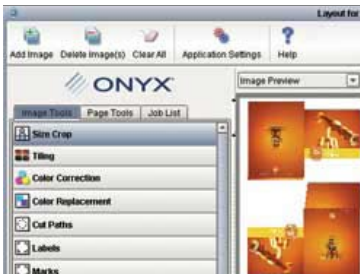 Layout for
Add Image Delete Image(s) Clear All Application Settings Help
ONYX
Image Preview
Image Tools Page Tools Job List
Size Crop
Tiling
Color Correction
Color Replacement
Cut Paths
Labels
Marks